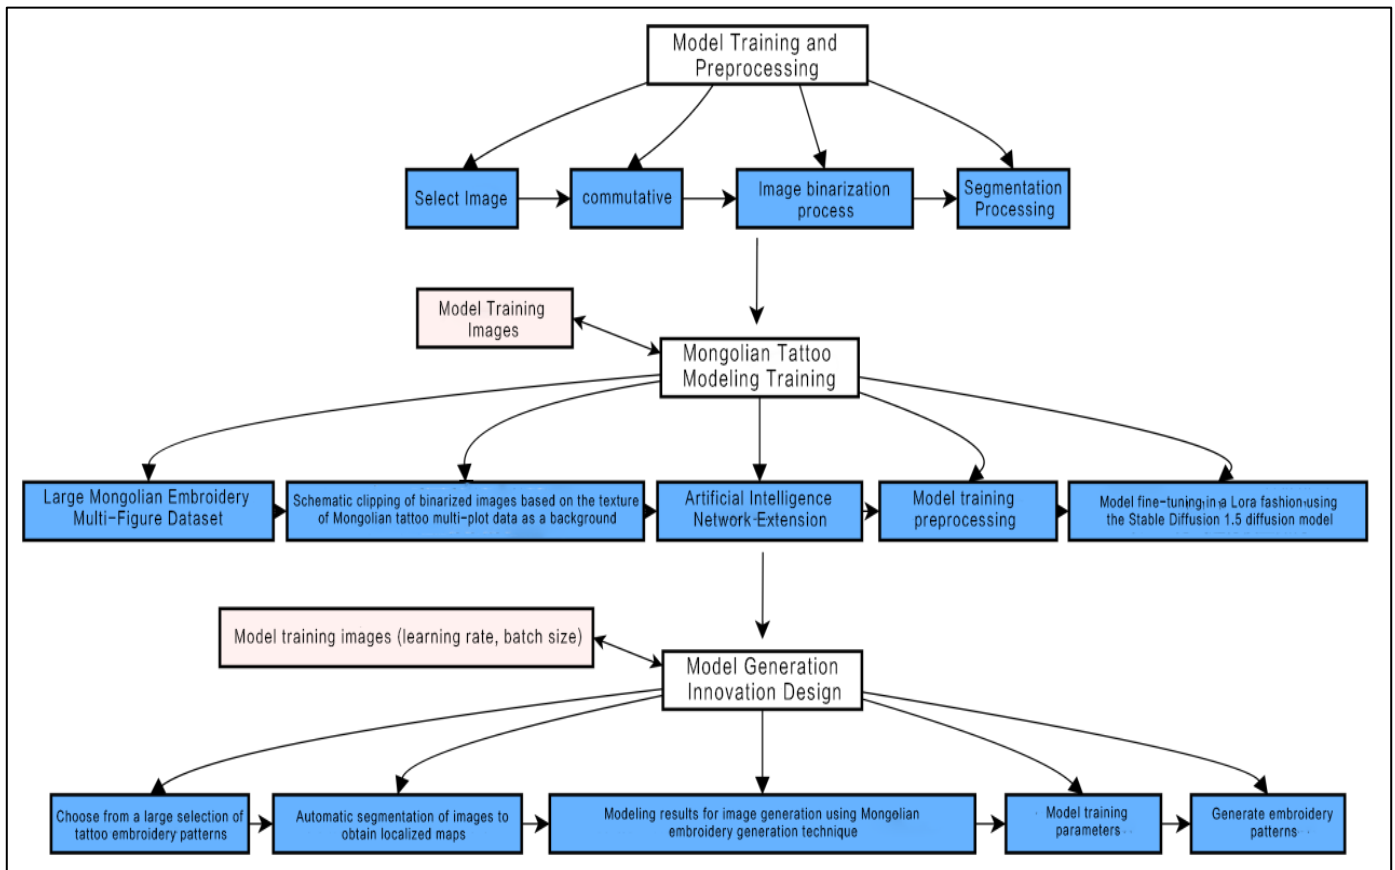 Model Training and
Preprocessing
Select Image
commutative
Image binarization
process
Segmentation
Processing
Model Training
Images
Mongolian Tattoo
Modeling Training
Large Mongolian Embroidery
Multi-Figure Dataset
Schematic clipping of binarized images based on the texture
of Mongolian tattoo multi-plot data as a background
Artificial Intelligence
Network-Extension
Model training
preprocessing
Model fine-tuning in a Lora fashion using
the Stable Diffusion 1.5 diffusion model
Model training images (learning rate, batch size)
Model Generation
Innovation Design
Choose from a large selection of
tattoo embroidery patterns
Automatic segmentation of images to
obtain localized maps
Modeling results for image generation using Mongolian
embroidery generation technique
Model training
parameters
Generate embroidery
patterns